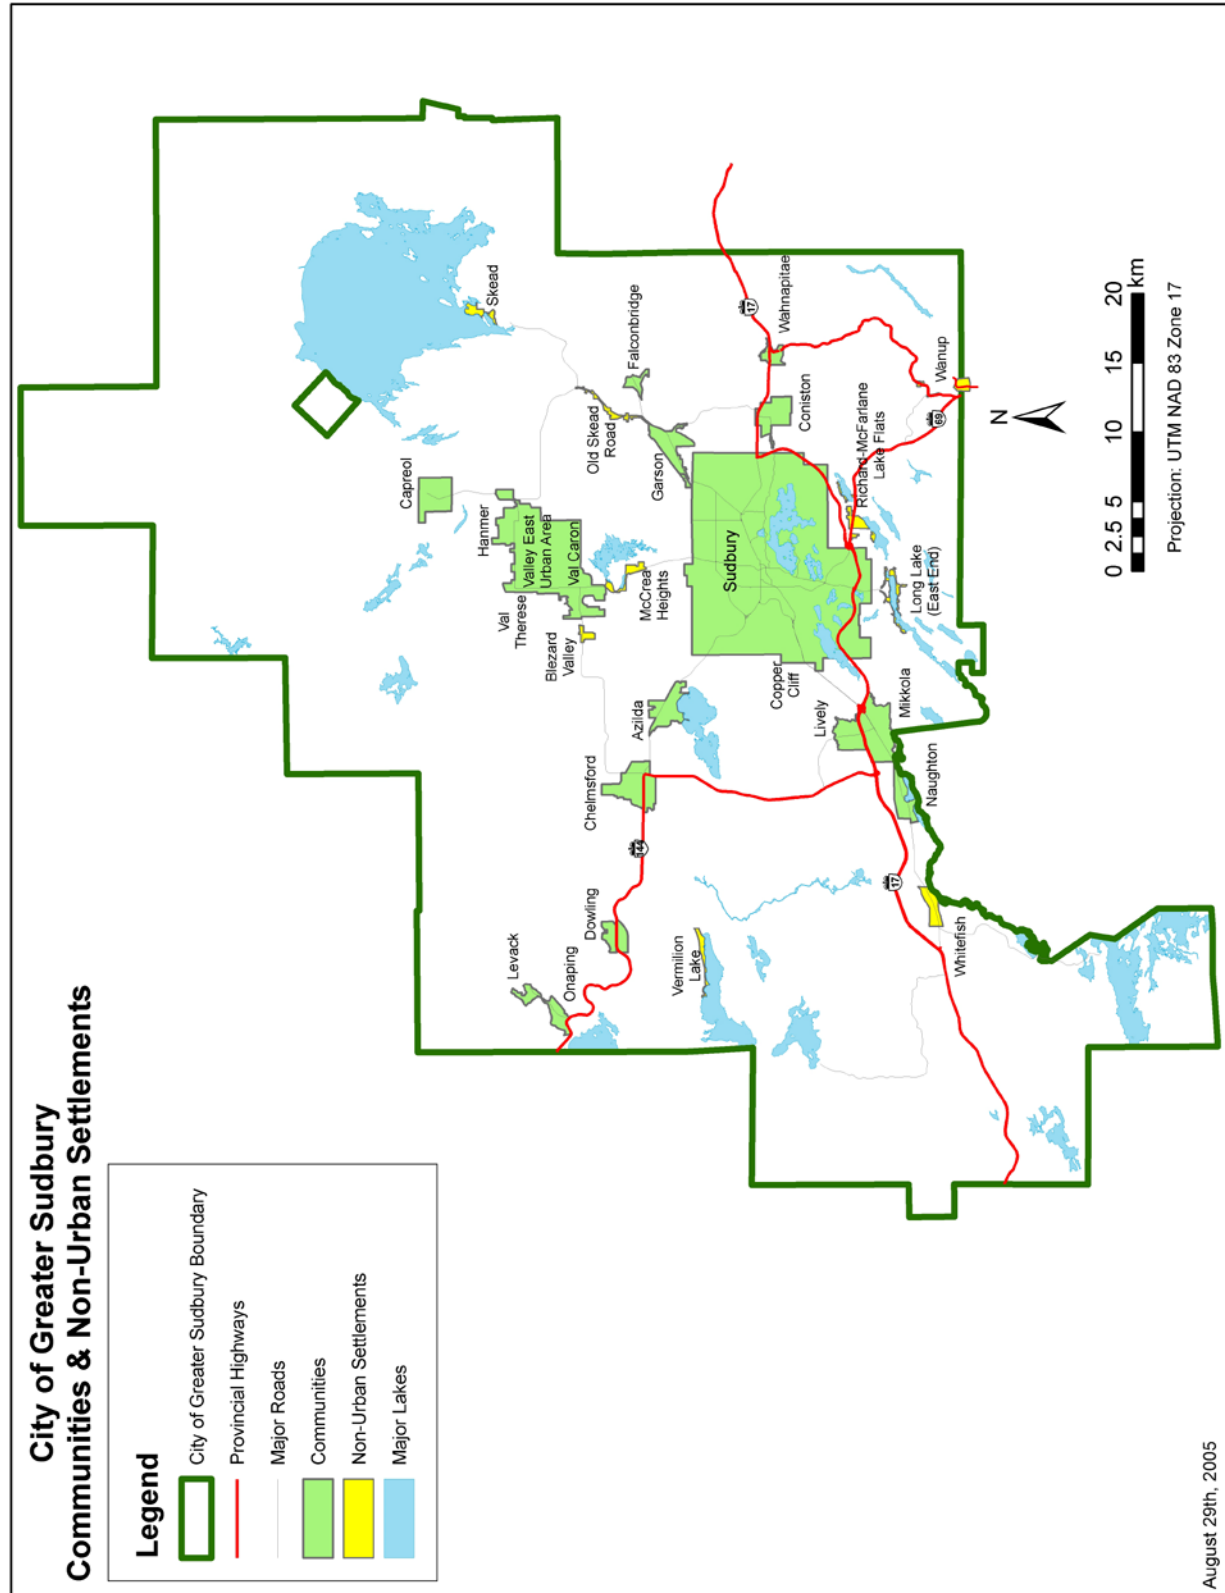 City of Greater Sudbury
Communities & Non-Urban Settlements
Legend
City of Greater Sudbury Boundary
Provincial Highways
Major Roads
Communities
Non-Urban Settlements
Major Lakes
Levack
Onaping
Dowling
144
Chelmsford
Azilda
Vermilion
Lake
Blezard
Valley
Val
Therese
Hanmer
Valley East
Urban Area
Val Caron
Capreol
McCrea
Heights
Skead
Old Skead
Road
Falconbridge
Garson
Sudbury
Copper
Cliff
Lively
Mikkola
Naughton
17
Whitefish
Long Lake
(East End)
Richard-McFarlane
Lake Flats
Coniston
Wahnapitae
17
69
Wanup
N
0 2.5 5 10 15 20
km
Projection: UTM NAD 83 Zone 17
August 29th, 2005